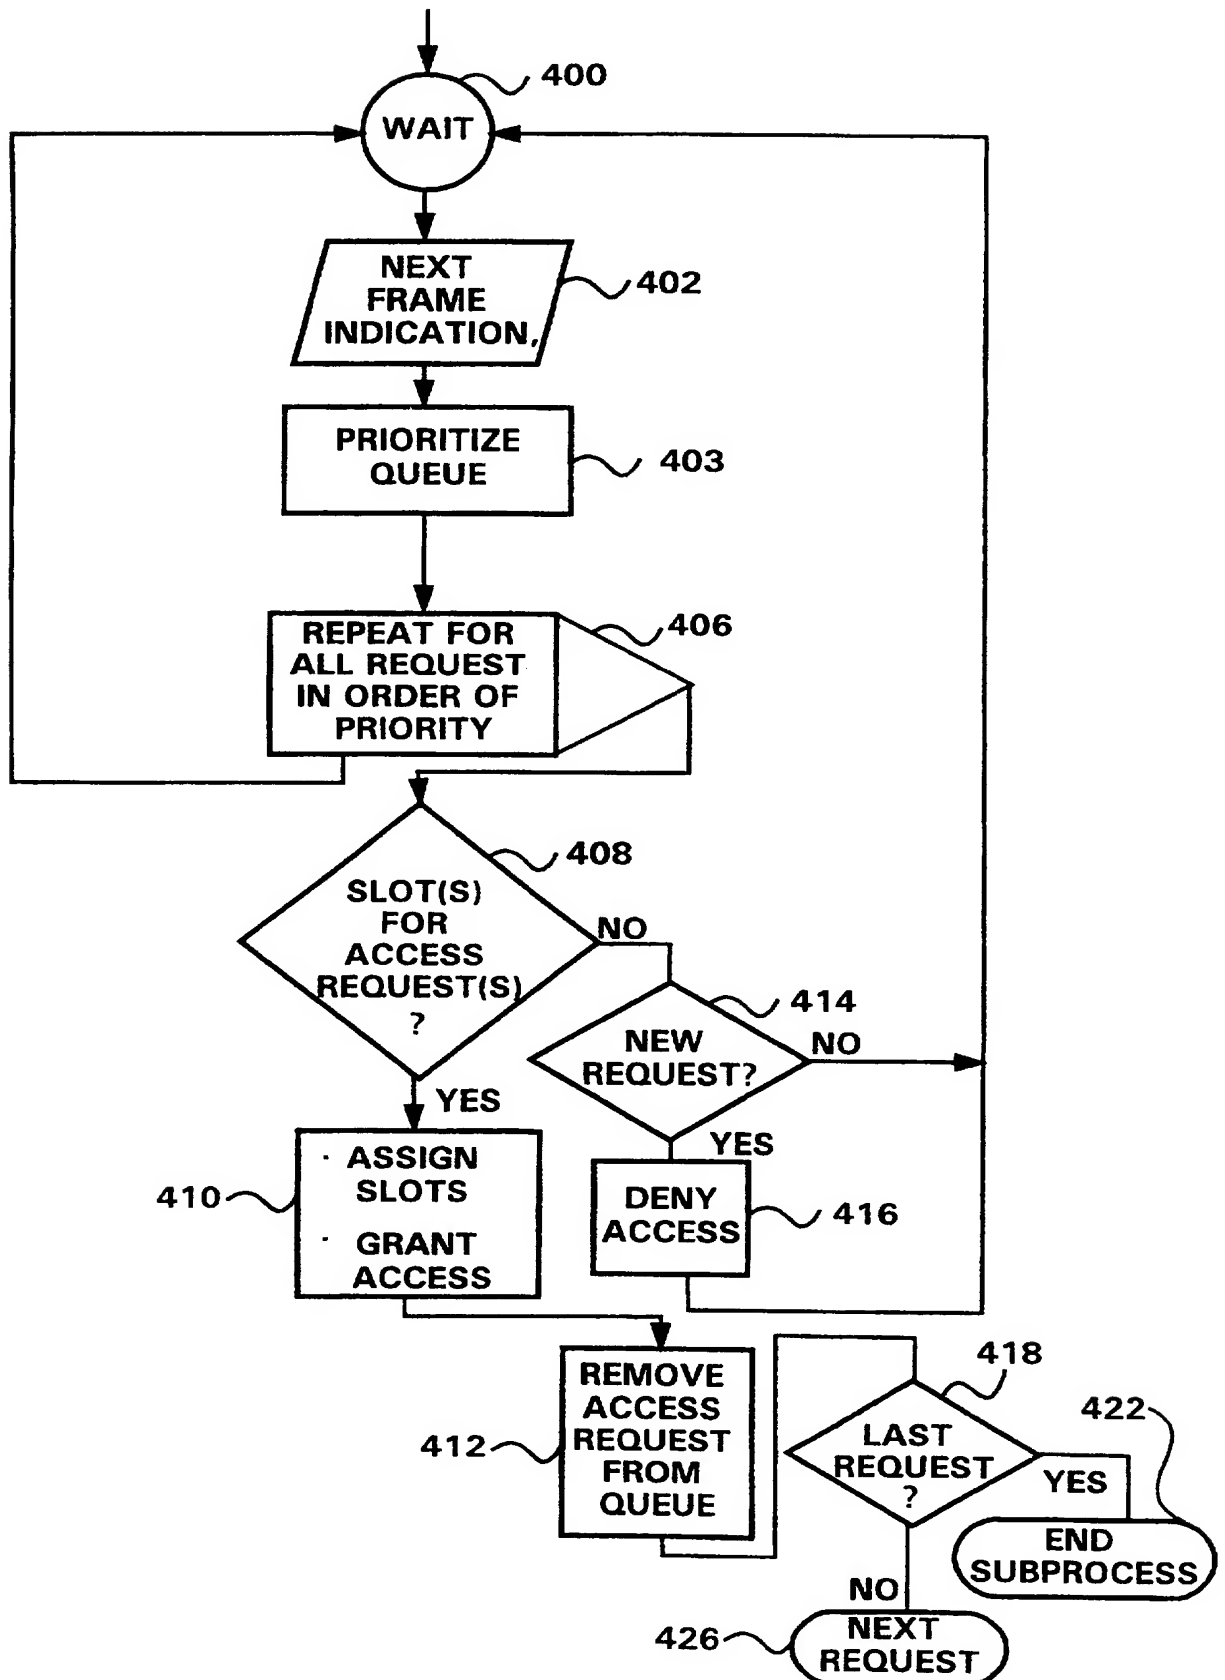 400
WAIT
NEXT
FRAME
INDICATION,
402
PRIORITIZE
QUEUE
403
REPEAT FOR
ALL REQUEST
IN ORDER OF
PRIORITY
406
SLOT(S)
FOR
ACCESS
REQUEST(S)
?
408
NO
NEW
REQUEST?
414
NO
YES
YES
· ASSIGN
SLOTS
· GRANT
ACCESS
410
DENY
ACCESS
416
REMOVE
ACCESS
REQUEST
FROM
QUEUE
412
LAST
REQUEST
?
418
422
YES
END
SUBPROCESS
NO
NEXT
REQUEST
426